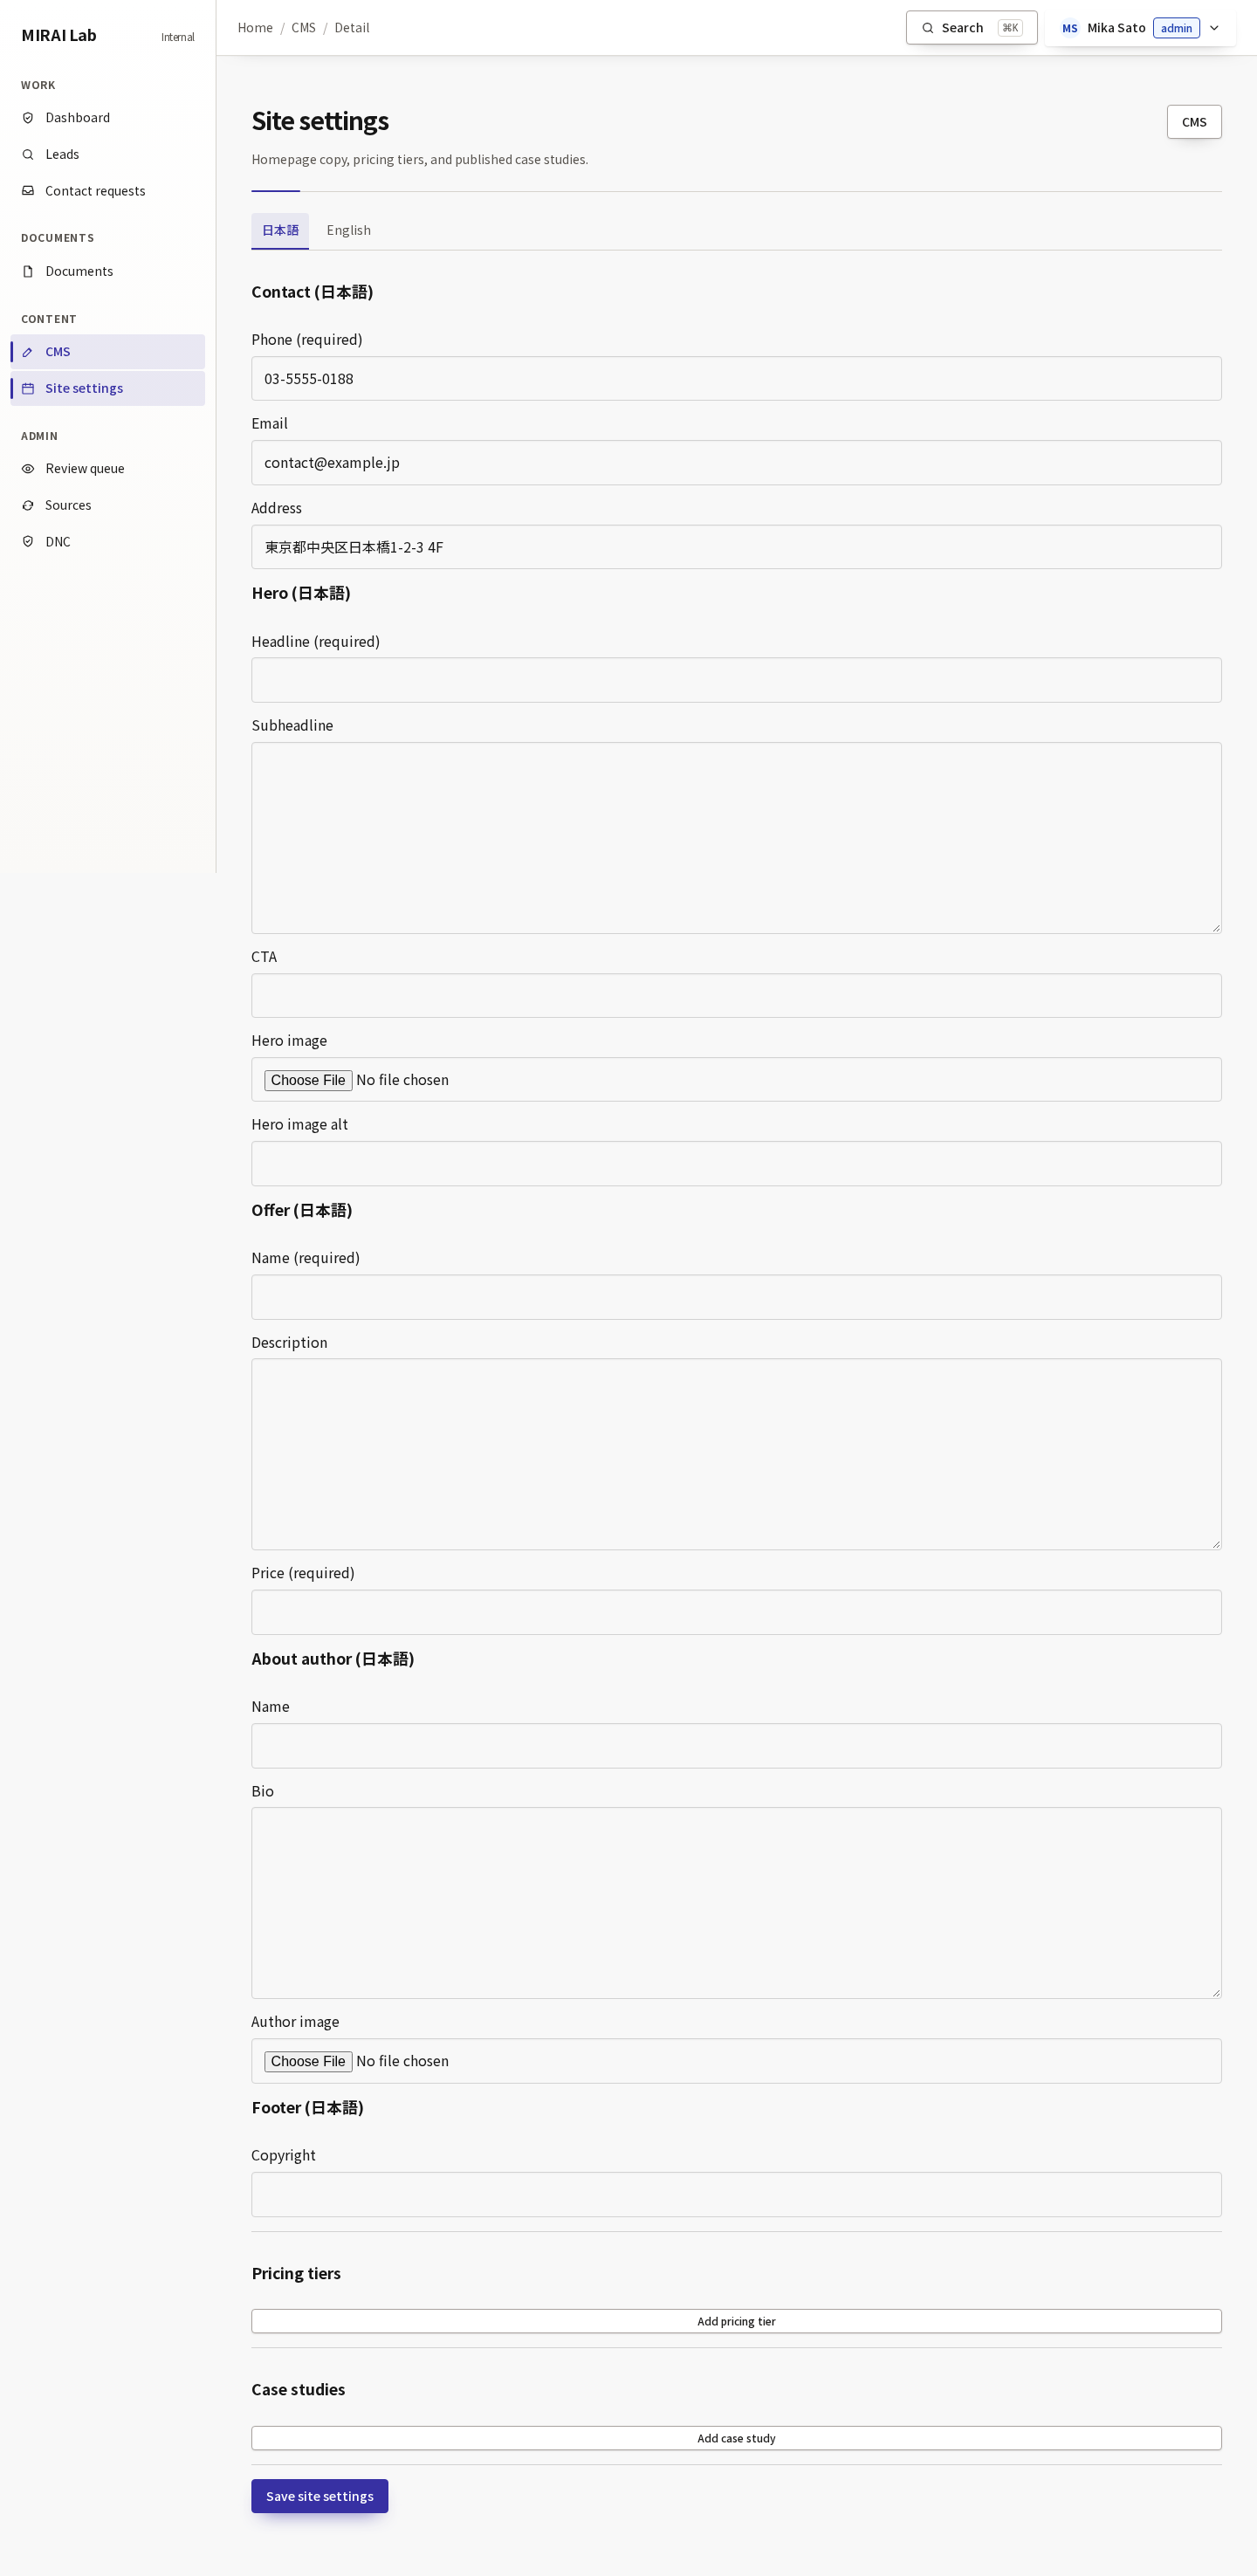 MIRAI Lab
Internal
WORK
Dashboard
Leads
Contact requests
DOCUMENTS
Documents
CONTENT
CMS
Site settings
ADMIN
Review queue
Sources
DNC
Home / CMS / Detail
Search ⌘K
MS Mika Sato admin
Site settings
CMS
Homepage copy, pricing tiers, and published case studies.
日本語 English
Contact (日本語)
Phone (required)
03-5555-0188
Email
contact@example.jp
Address
東京都中央区日本橋1-2-3 4F
Hero (日本語)
Headline (required)
Subheadline
CTA
Hero image
Choose File No file chosen
Hero image alt
Offer (日本語)
Name (required)
Description
Price (required)
About author (日本語)
Name
Bio
Author image
Choose File No file chosen
Footer (日本語)
Copyright
Pricing tiers
Add pricing tier
Case studies
Add case study
Save site settings